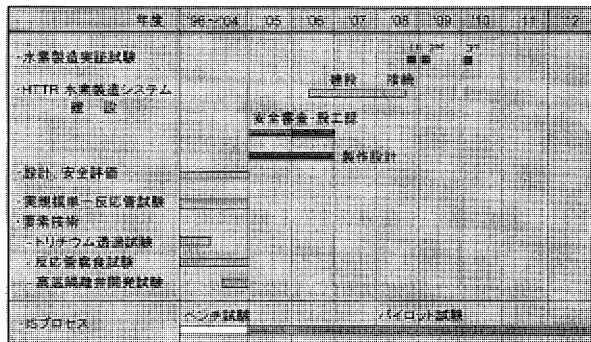 年度 '96～'04 '05 '06 '07 '08 '09 '10 '11 '12
・水素製造実証試験 1st 2nd 3rd
・HTTR 水素製造システム 建設 接続
建 設
安全審査・設工認
製作設計
・設計、安全評価
・実規模単一反応管試験
・要素技術
-トリチウム透過試験
-反応管腐食試験
-高温隔離弁開発試験
・ISプロセス ベンチ試験 パイロット試験